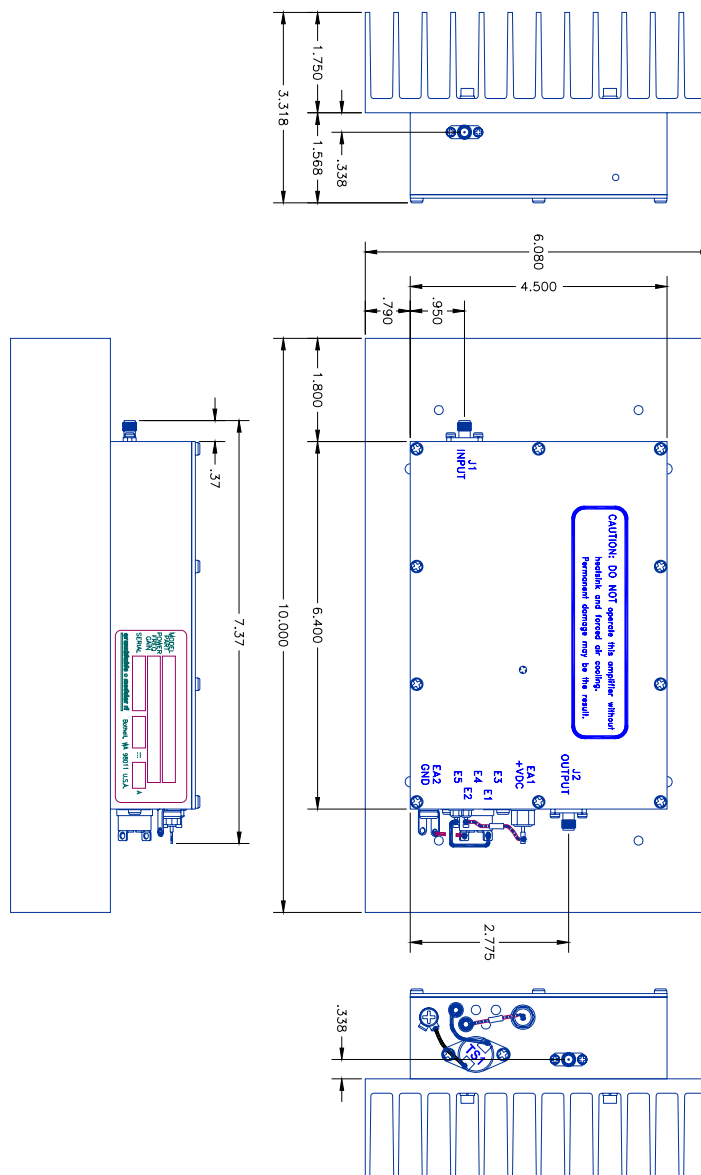 3.318
1.750
1.568
.338
6.080
4.500
.790
.950
1.800
10.000
6.400
.37
7.37
J1
INPUT
CAUTION: DO NOT operate this amplifier without
heatsink and forced air cooling.
Permanent damage may be the result.
J2
OUTPUT
EA1
+VDC
E3
E1
E4
E2
E5
EA2
GND
MODEL
PART
FREQ
POWER
GAIN
SERIAL
A
Bothell, WA 98011 U.S.A.
2.775
.338
TS1